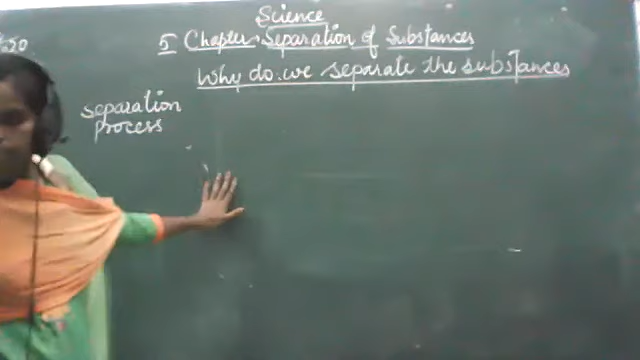 Science
5 Chapter. Separation of Substances
Why do we separate the substances
Separation
process